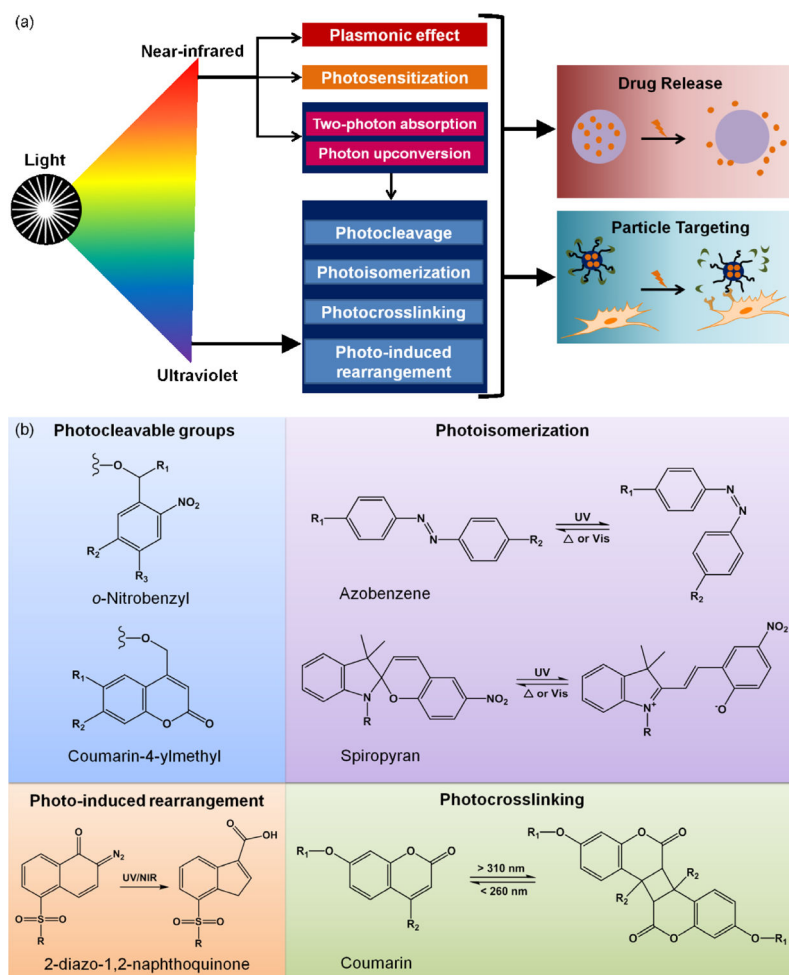 (a)
Near-infrared
Light
Ultraviolet
Plasmonic effect
Photosensitization
Two-photon absorption
Photon upconversion
Photocleavage
Photoisomerization
Photocrosslinking
Photo-induced
rearrangement
Drug Release
Particle Targeting
(b)
Photocleavable groups
O
R1
NO2
R2
R3
o-Nitrobenzyl
O
R1
R2
O
O
Coumarin-4-ylmethyl
Photoisomerization
R1
N
N
R2
UV
△ or Vis
R1
N
N
R2
Azobenzene
N
R
O
NO2
UV
△ or Vis
N+
R
-O
NO2
Spiropyran
Photo-induced rearrangement
O
N2
O=S=O
R
UV/NIR
O
OH
O=S=O
R
2-diazo-1,2-naphthoquinone
Photocrosslinking
R1
O
O
O
R2
> 310 nm
< 260 nm
R1
O
O
O
R2
R2
O
O
O
R1
Coumarin